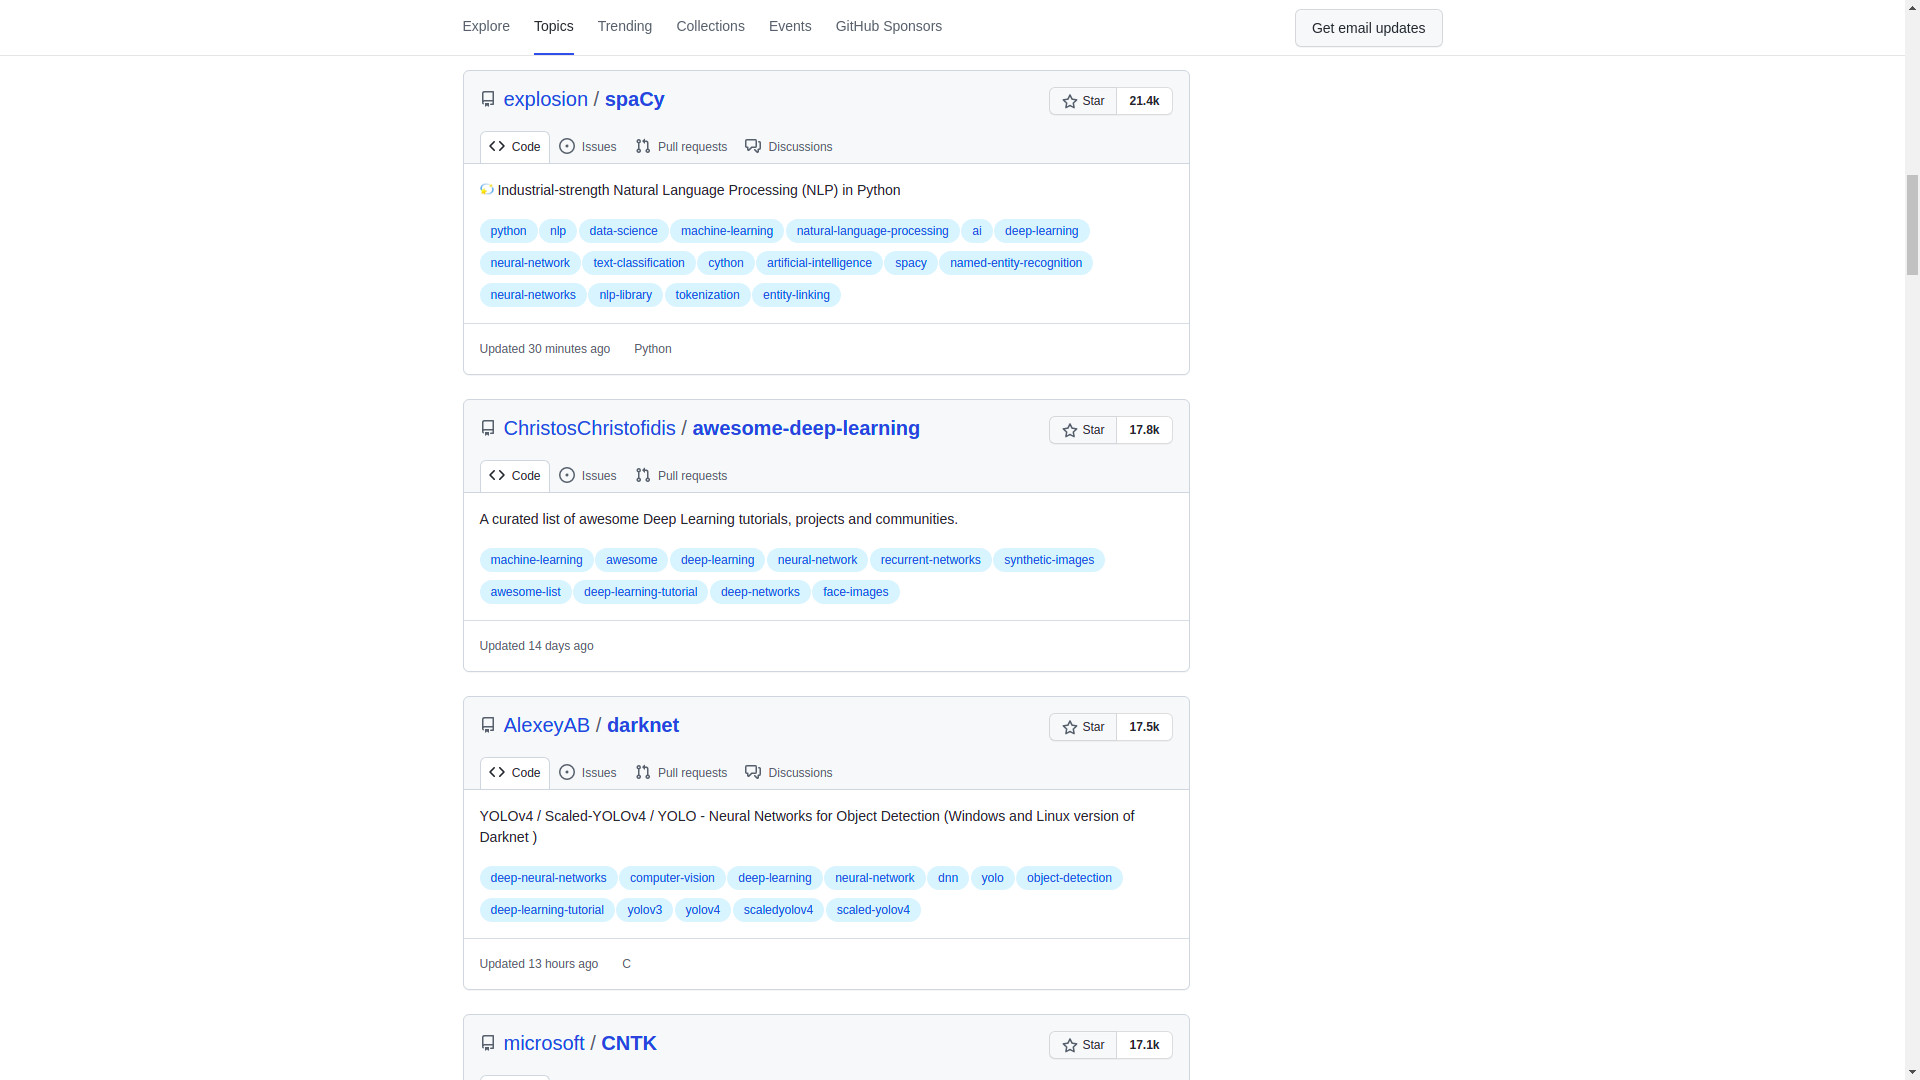 Explore Topics Trending Collections Events GitHub Sponsors Get email updates
explosion / spaCy Star 21.4k
Code Issues Pull requests Discussions
Industrial-strength Natural Language Processing (NLP) in Python
python nlp data-science machine-learning natural-language-processing ai deep-learning
neural-network text-classification cython artificial-intelligence spacy named-entity-recognition
neural-networks nlp-library tokenization entity-linking
Updated 30 minutes ago Python
ChristosChristofidis / awesome-deep-learning Star 17.8k
Code Issues Pull requests
A curated list of awesome Deep Learning tutorials, projects and communities.
machine-learning awesome deep-learning neural-network recurrent-networks synthetic-images
awesome-list deep-learning-tutorial deep-networks face-images
Updated 14 days ago
AlexeyAB / darknet Star 17.5k
Code Issues Pull requests Discussions
YOLOv4 / Scaled-YOLOv4 / YOLO - Neural Networks for Object Detection (Windows and Linux version of
Darknet )
deep-neural-networks computer-vision deep-learning neural-network dnn yolo object-detection
deep-learning-tutorial yolov3 yolov4 scaledyolov4 scaled-yolov4
Updated 13 hours ago C
microsoft / CNTK Star 17.1k